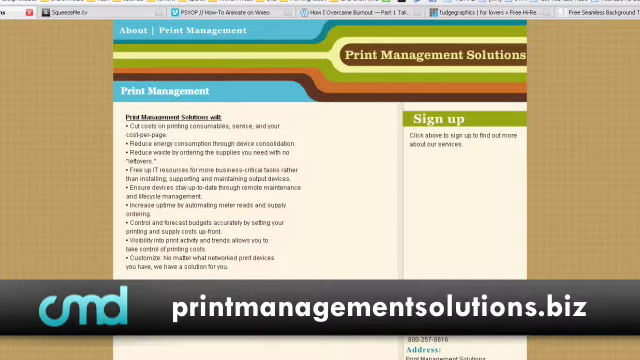 SqueezeMe.tv
PSYOP // How-To Animate on Vimeo
How I Overcame Burnout — Part I: Tak...
fudgegraphics | for lovers > Free Hi-Re...
Free Seamless Background T
About | Print Management
Print Management Solutions
Print Management
Print Management Solutions will:
• Cut costs on printing consumables, service, and your
cost-per-page.
• Reduce energy consumption through device consolidation.
• Reduce waste by ordering the supplies you need with no
"leftovers."
• Free up IT resources for more business-critical tasks rather
than installing, supporting and maintaining output devices.
• Ensure devices stay up-to-date through remote maintenance
and lifecycle management.
• Increase uptime by automating meter reads and supply
ordering.
• Control and forecast budgets accurately by setting your
printing and supply costs up-front.
• Visibility into print activity and trends allows you to
take control of printing costs.
• Customize: No matter what networked print devices
you have, we have a solution for you.
Sign up
Click above to sign up to find out more
about our services.
cmd
printmanagementsolutions.biz
800-257-8616
Address:
Print Management Solutions